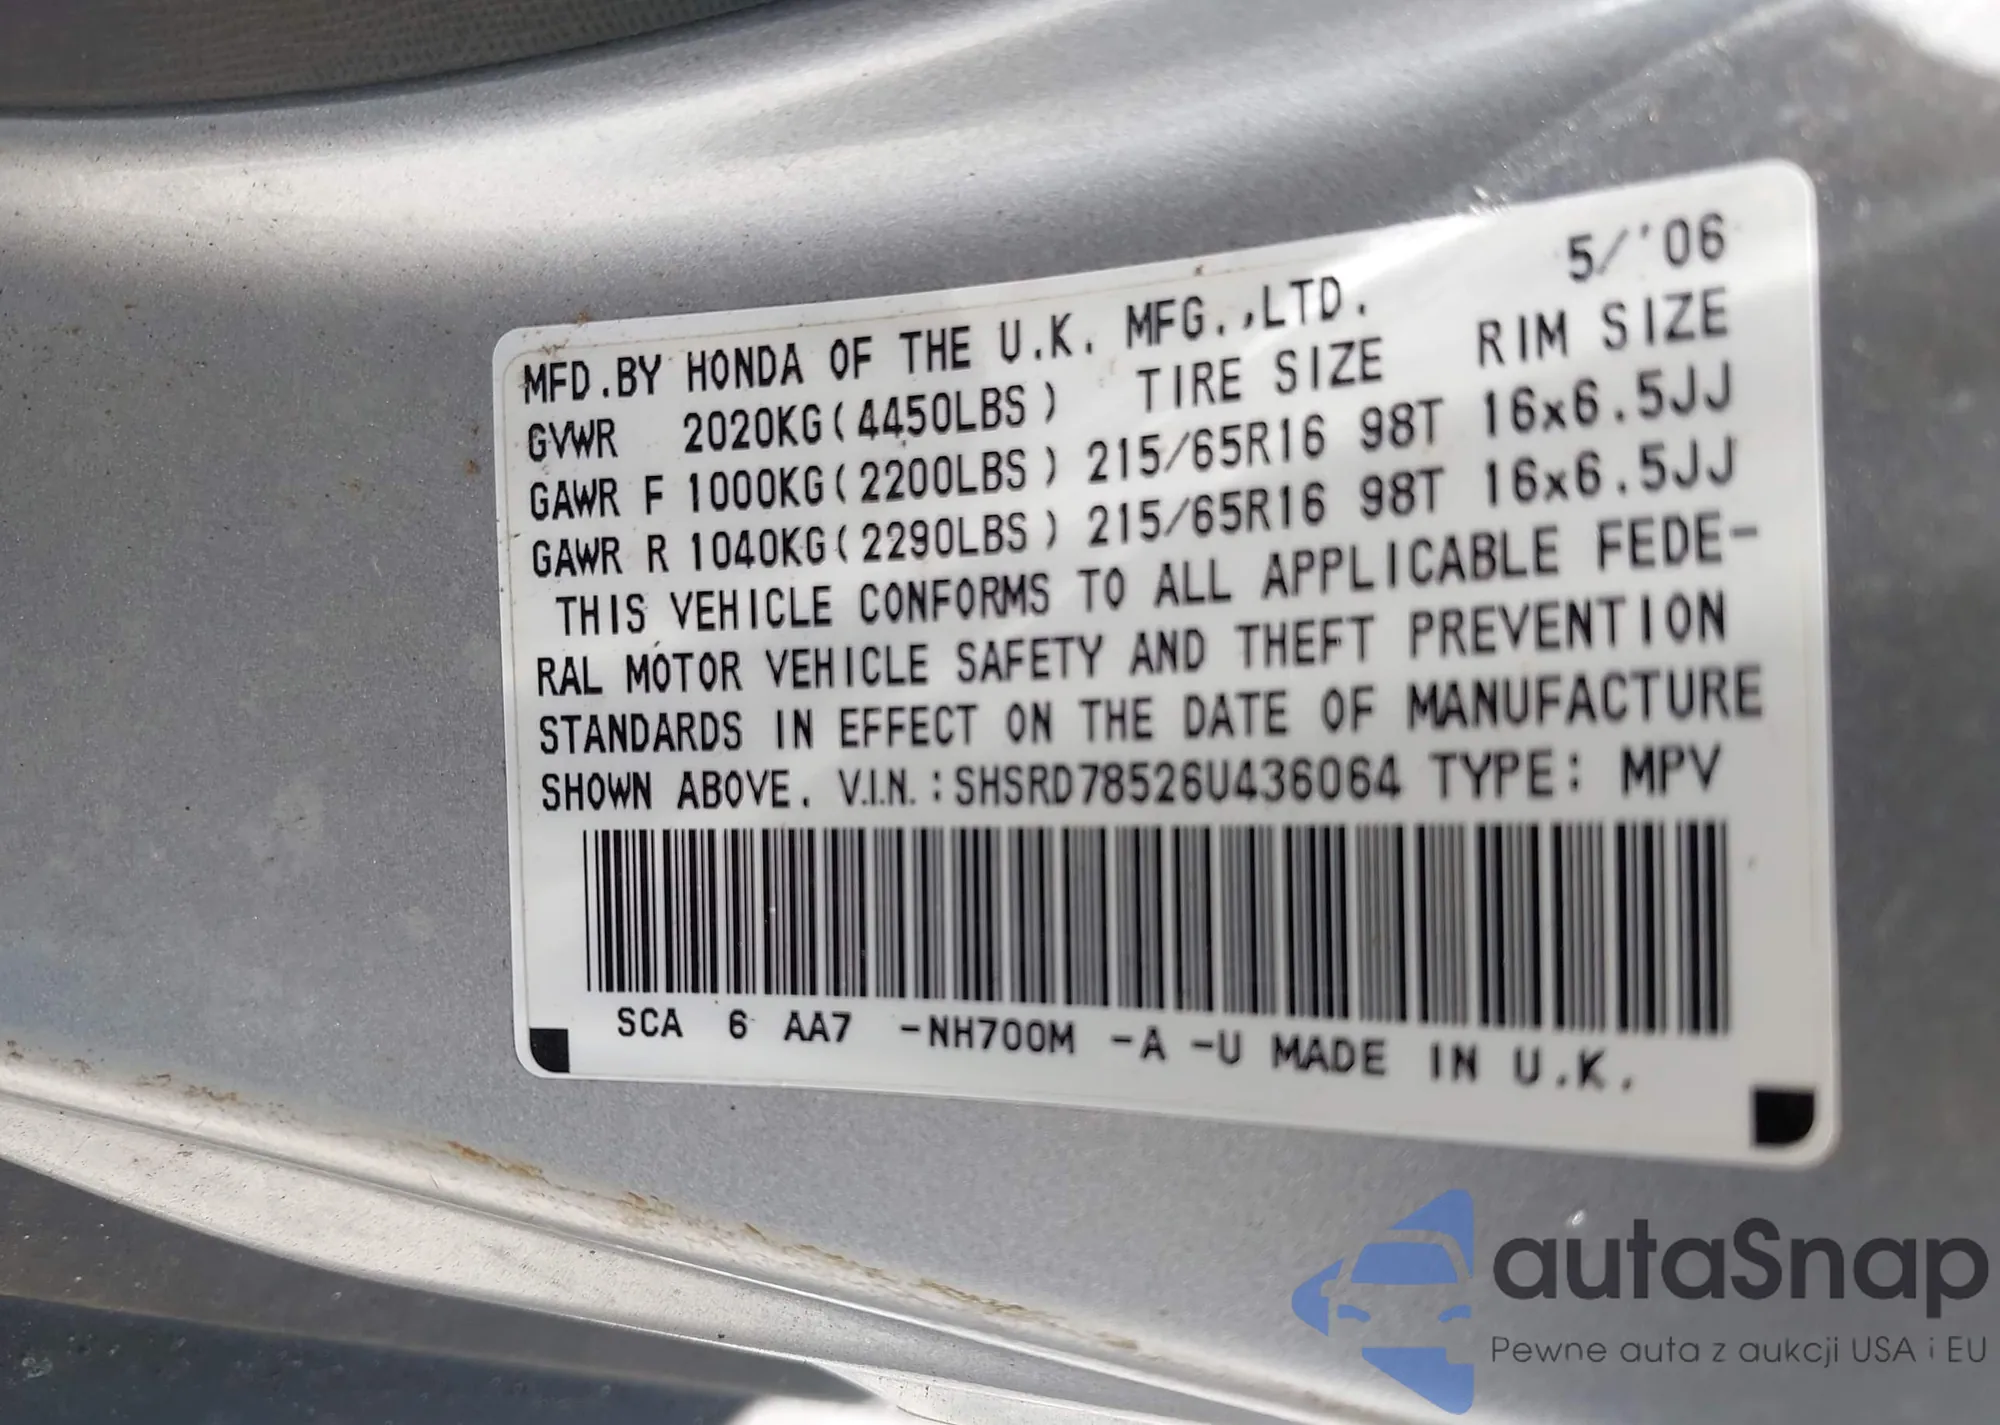 5/'06
MFD.BY HONDA OF THE U.K. MFG.,LTD.
GVWR 2020KG(4450LBS) TIRE SIZE RIM SIZE
GAWR F 1000KG(2200LBS) 215/65R16 98T 16x6.5JJ
GAWR R 1040KG(2290LBS) 215/65R16 98T 16x6.5JJ
THIS VEHICLE CONFORMS TO ALL APPLICABLE FEDE-
RAL MOTOR VEHICLE SAFETY AND THEFT PREVENTION
STANDARDS IN EFFECT ON THE DATE OF MANUFACTURE
SHOWN ABOVE. V.I.N.:SHSRD78526U436064 TYPE: MPV
SCA 6 AA7 -NH700M -A -U MADE IN U.K.
autaSnap
Pewne auta z aukcji USA i EU